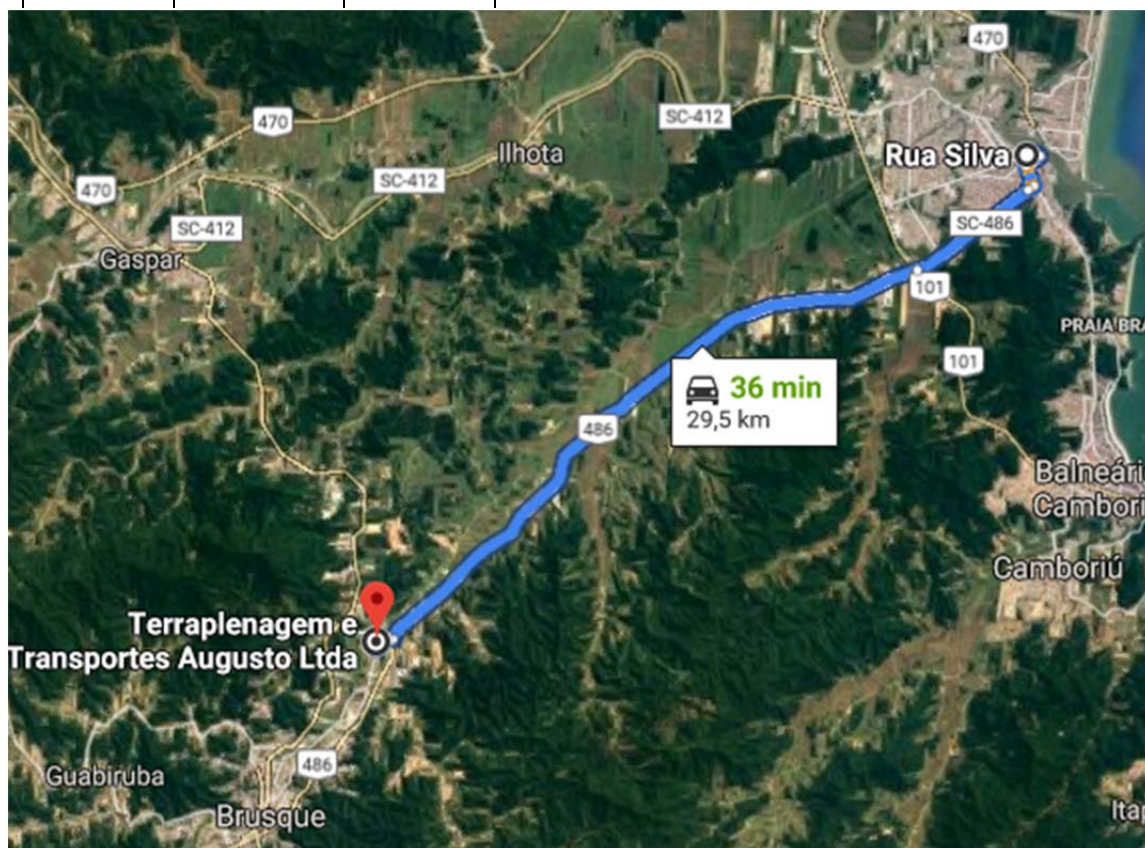 470
470
SC-412
Ilhota
Rua Silva
SC-412
470
SC-412
SC-486
Gaspar
101
PRAIA BRA
101
36 min
29,5 km
486
Balneári
Cambori
Camboriú
Terraplenagem e
Transportes Augusto Ltda
486
Guabiruba
Brusque
Ita